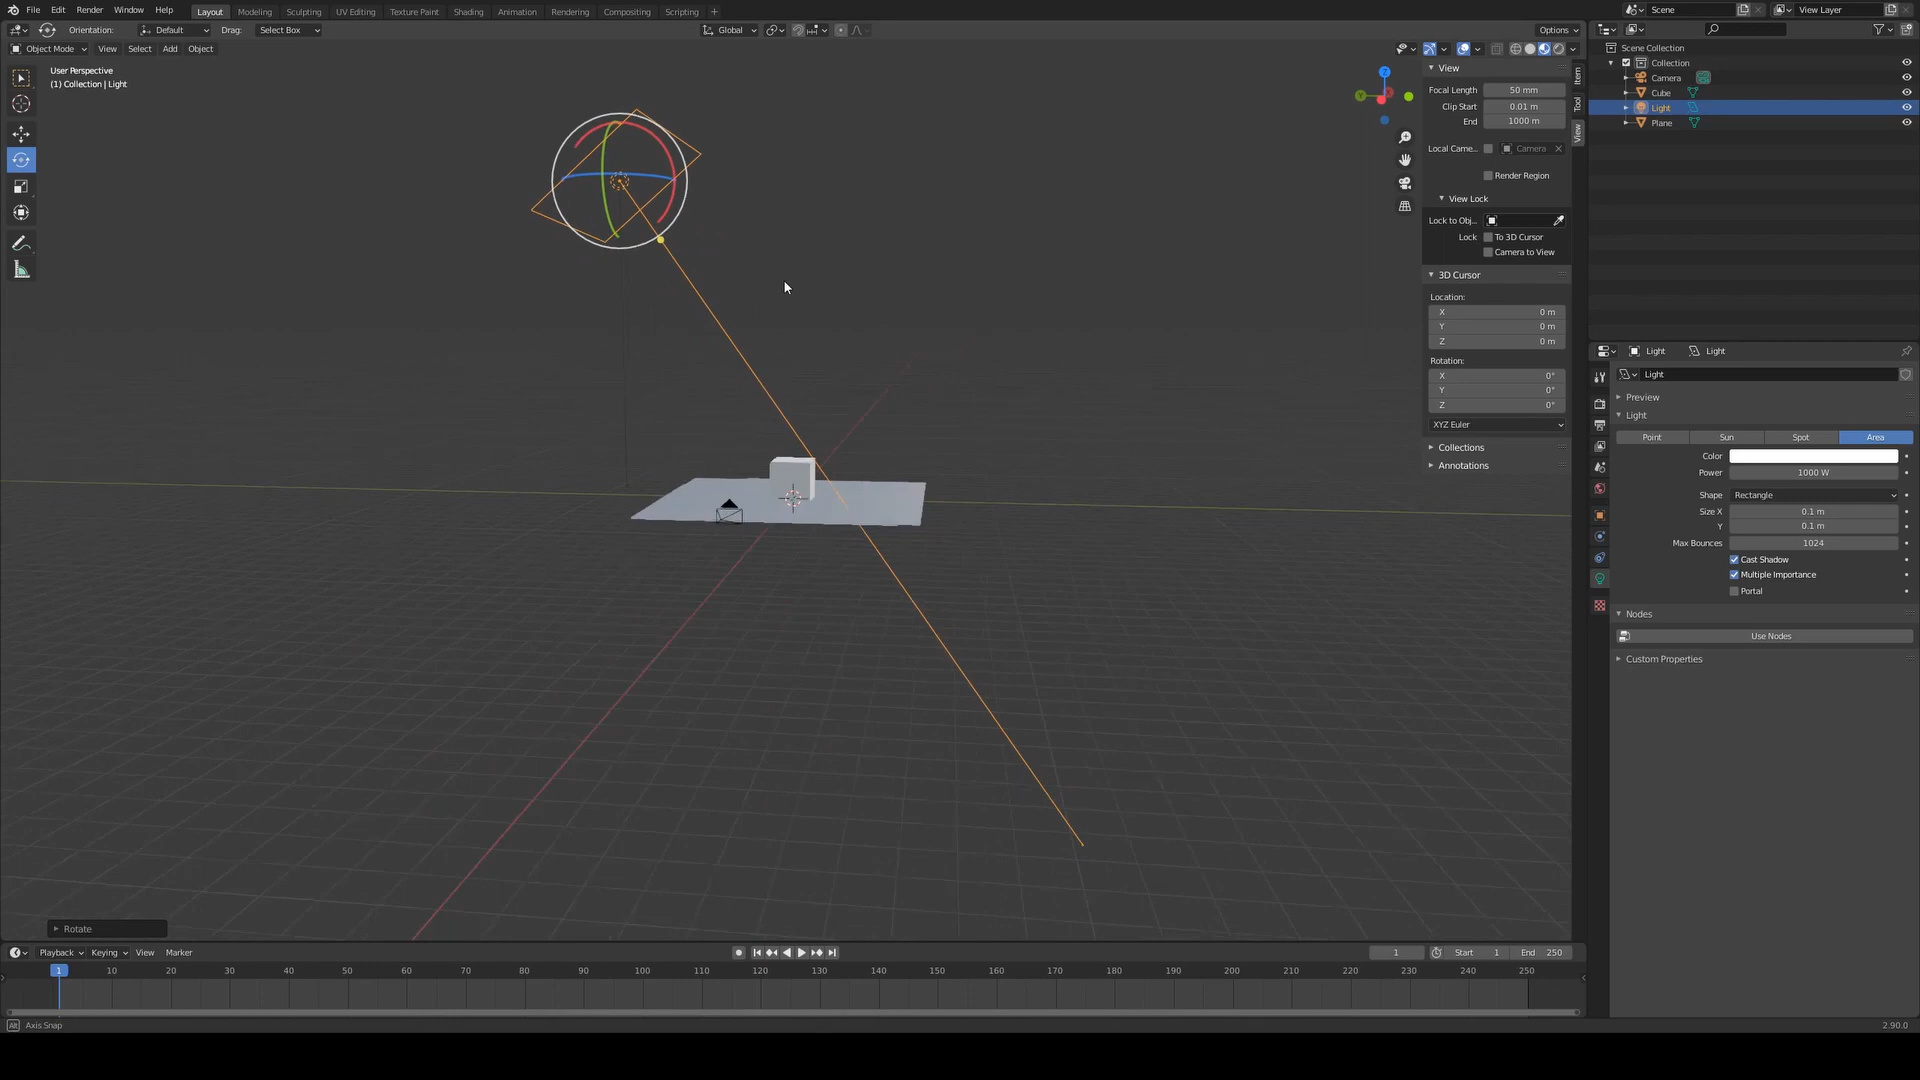 File Edit Render Window Help Layout Modeling Sculpting UV Editing Texture Paint Shading Animation Rendering Compositing Scripting + Scene View Layer
Orientation: Default Drag: Select Box Global Options
Object Mode View Select Add Object
User Perspective
(1) Collection | Light
Z
Y
View
Focal Length 50 mm
Clip Start 0.01 m
End 1000 m
Local Came... Camera
Render Region
View Lock
Lock to Obj...
Lock To 3D Cursor
Camera to View
3D Cursor
Location:
X 0 m
Y 0 m
Z 0 m
Rotation:
X 0°
Y 0°
Z 0°
XYZ Euler
Collections
Annotations
Item
Tool
View
Scene Collection
Collection
Camera
Cube
Light
Plane
Light Light
Light
Preview
Light
Point Sun Spot Area
Color
Power 1000 W
Shape Rectangle
Size X 0.1 m
Y 0.1 m
Max Bounces 1024
Cast Shadow
Multiple Importance
Portal
Nodes
Use Nodes
Custom Properties
Rotate
Playback Keying View Marker 1 Start 1 End 250
1 10 20 30 40 50 60 70 80 90 100 110 120 130 140 150 160 170 180 190 200 210 220 230 240 250
Alt Axis Snap 2.90.0